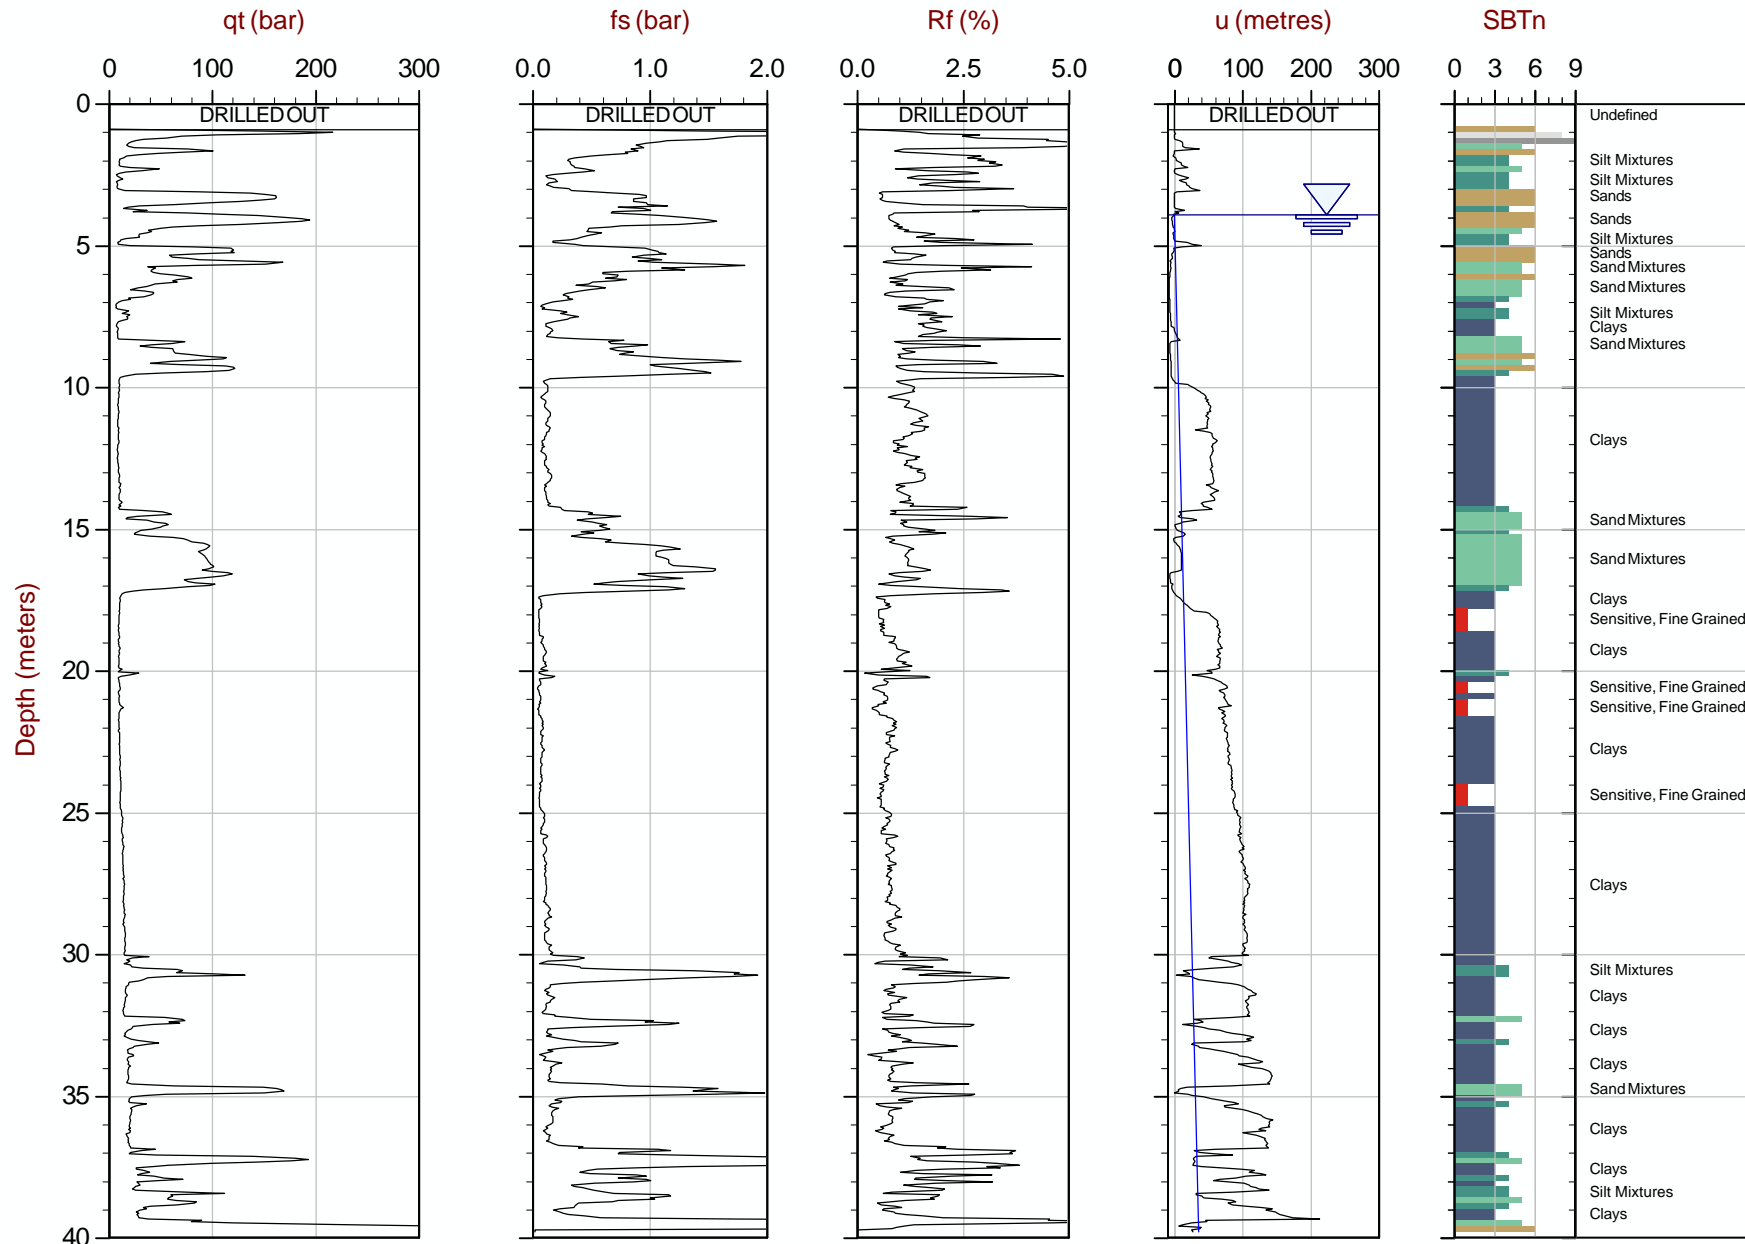 qt (bar) fs (bar) Rf (%) u (metres) SBTn
0 100 200 300 0.0 1.0 2.0 0.0 2.5 5.0 0 100 200 300 0 3 6 9
0 DRILLED OUT DRILLED OUT DRILLED OUT DRILLED OUT Undefined
Silt Mixtures
Silt Mixtures
Sands
Sands
Silt Mixtures
5
Sands
Sand Mixtures
Sand Mixtures
Silt Mixtures
Clays
Sand Mixtures
10
Clays
Sand Mixtures
15
Sand Mixtures
Clays
Sensitive, Fine Grained
Clays
20
Sensitive, Fine Grained
Sensitive, Fine Grained
Depth (meters)
Clays
Sensitive, Fine Grained
25
Clays
30
Silt Mixtures
Clays
Clays
Clays
Sand Mixtures
35
Clays
Clays
Silt Mixtures
Clays
40